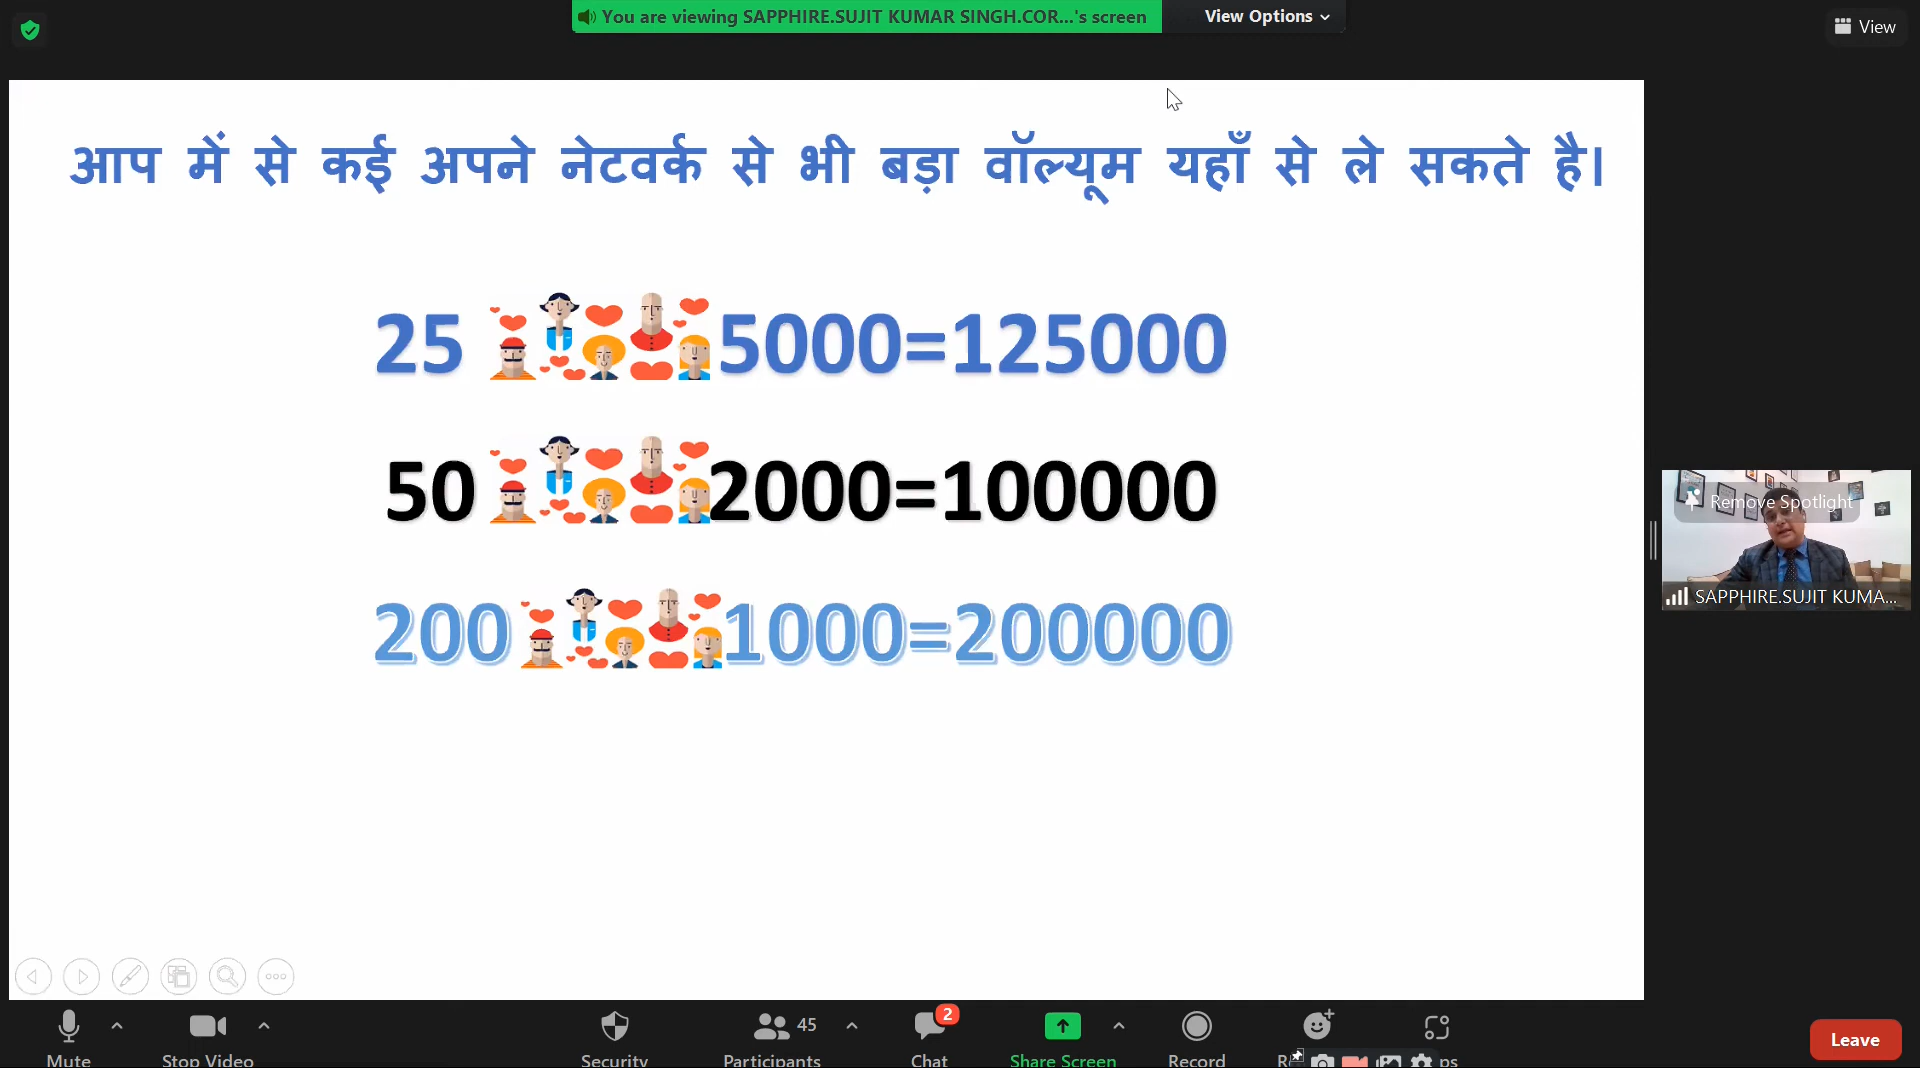 You are viewing SAPPHIRE.SUJIT KUMAR SINGH.COR...'s screen
View Options
View
आप में से कई अपने नेटवर्क से भी बड़ा वॉल्यूम यहाँ से ले सकते है।
25 5000=125000
50 2000=100000
200 1000=200000
Remove Spotlight
SAPPHIRE.SUJIT KUMA...
45
2
Mute
Stop Video
Security
Participants
Chat
Share Screen
Record
Leave